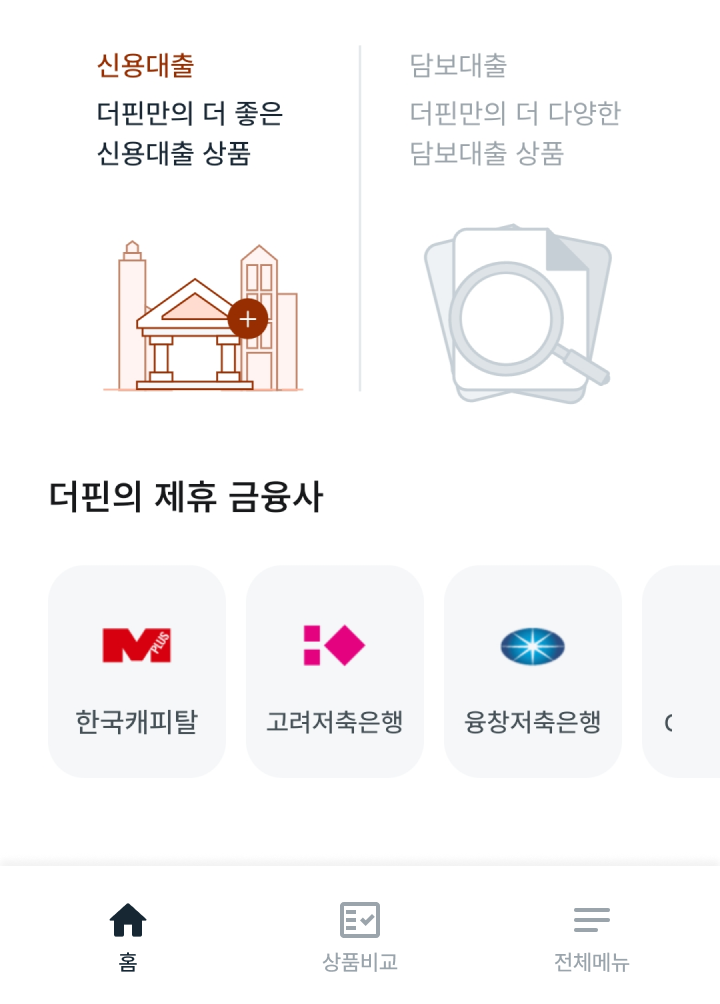 신용대출
더핀만의 더 좋은
신용대출 상품
담보대출
더핀만의 더 다양한
담보대출 상품
더핀의 제휴 금융사
M PLUS
한국캐피탈
고려저축은행
융창저축은행
홈
상품비교
전체메뉴